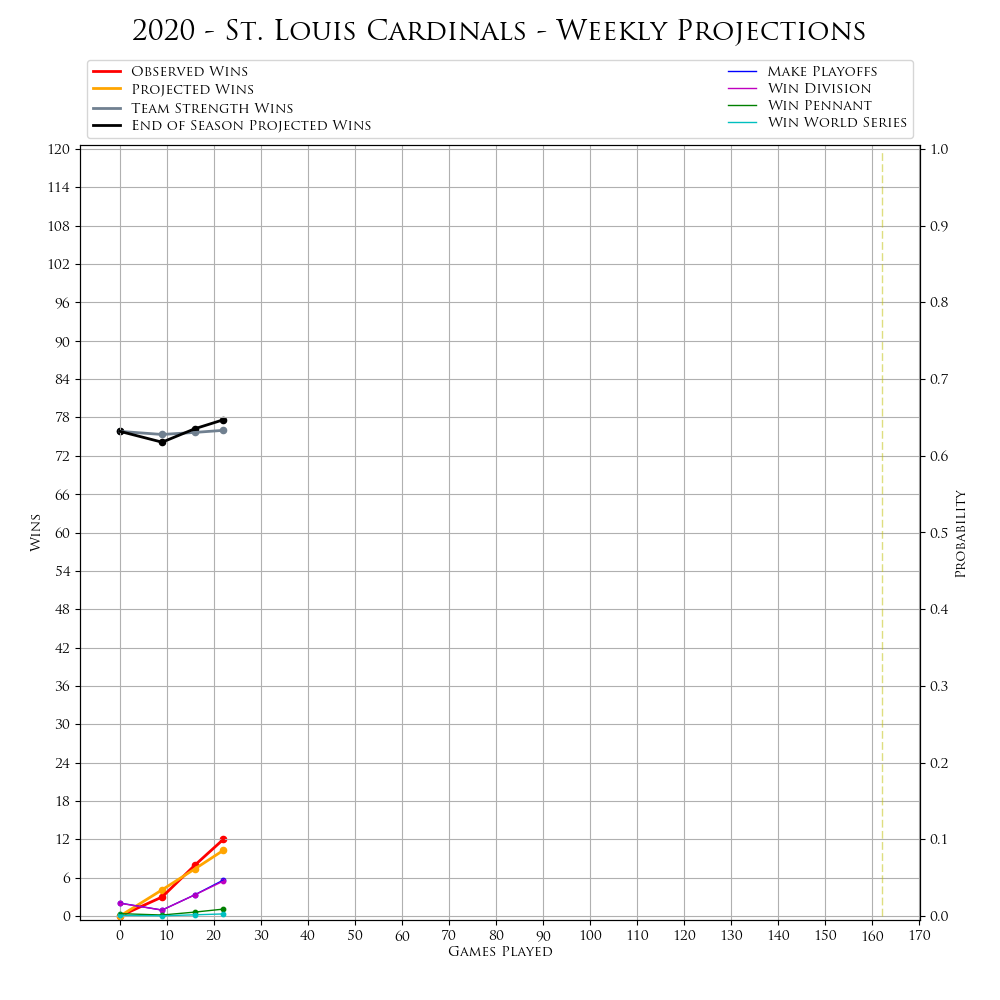 2020 - St. Louis Cardinals - Weekly Projections
Observed Wins
Projected Wins
Team Strength Wins
End of Season Projected Wins
Make Playoffs
Win Division
Win Pennant
Win World Series
120
114
108
102
96
90
84
78
72
66
60
54
48
42
36
30
24
18
12
6
0
Wins
1.0
0.9
0.8
0.7
0.6
0.5
0.4
0.3
0.2
0.1
0.0
Probability
0 10 20 30 40 50 60 70 80 90 100 110 120 130 140 150 160 170
Games Played